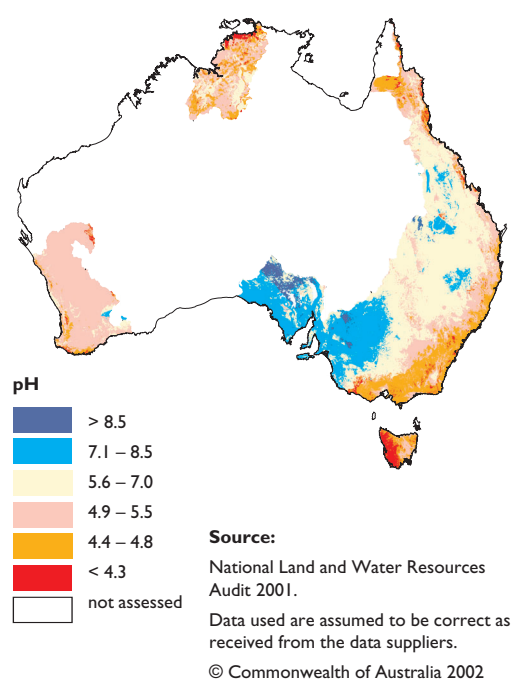 pH
> 8.5
7.1 – 8.5
5.6 – 7.0
4.9 – 5.5
4.4 – 4.8
< 4.3
not assessed
Source:
National Land and Water Resources
Audit 2001.
Data used are assumed to be correct as
received from the data suppliers.
© Commonwealth of Australia 2002